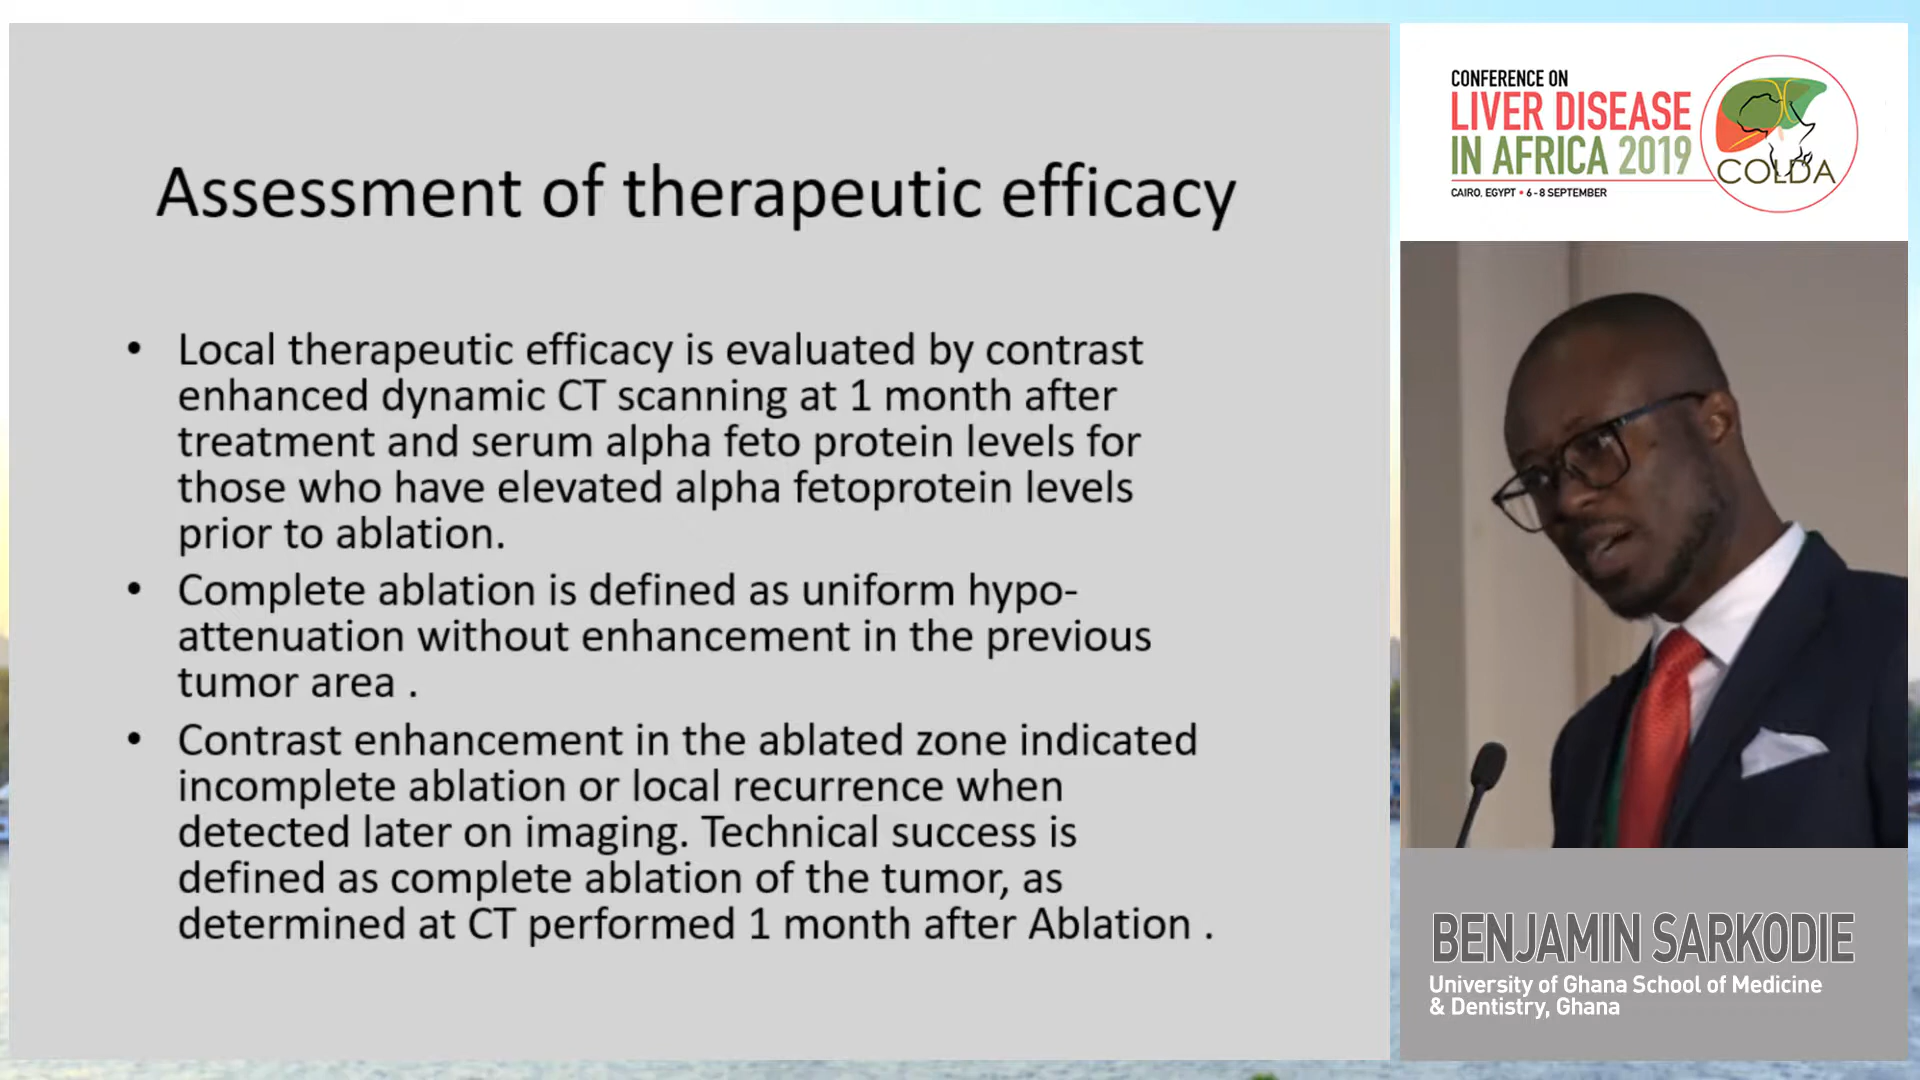 Assessment of therapeutic efficacy
• Local therapeutic efficacy is evaluated by contrast
enhanced dynamic CT scanning at 1 month after
treatment and serum alpha feto protein levels for
those who have elevated alpha fetoprotein levels
prior to ablation.
• Complete ablation is defined as uniform hypo-
attenuation without enhancement in the previous
tumor area .
• Contrast enhancement in the ablated zone indicated
incomplete ablation or local recurrence when
detected later on imaging. Technical success is
defined as complete ablation of the tumor, as
determined at CT performed 1 month after Ablation .
CONFERENCE ON
LIVER DISEASE
IN AFRICA 2019
CAIRO, EGYPT • 6 - 8 SEPTEMBER
COLDA
BENJAMIN SARKODIE
University of Ghana School of Medicine
& Dentistry, Ghana